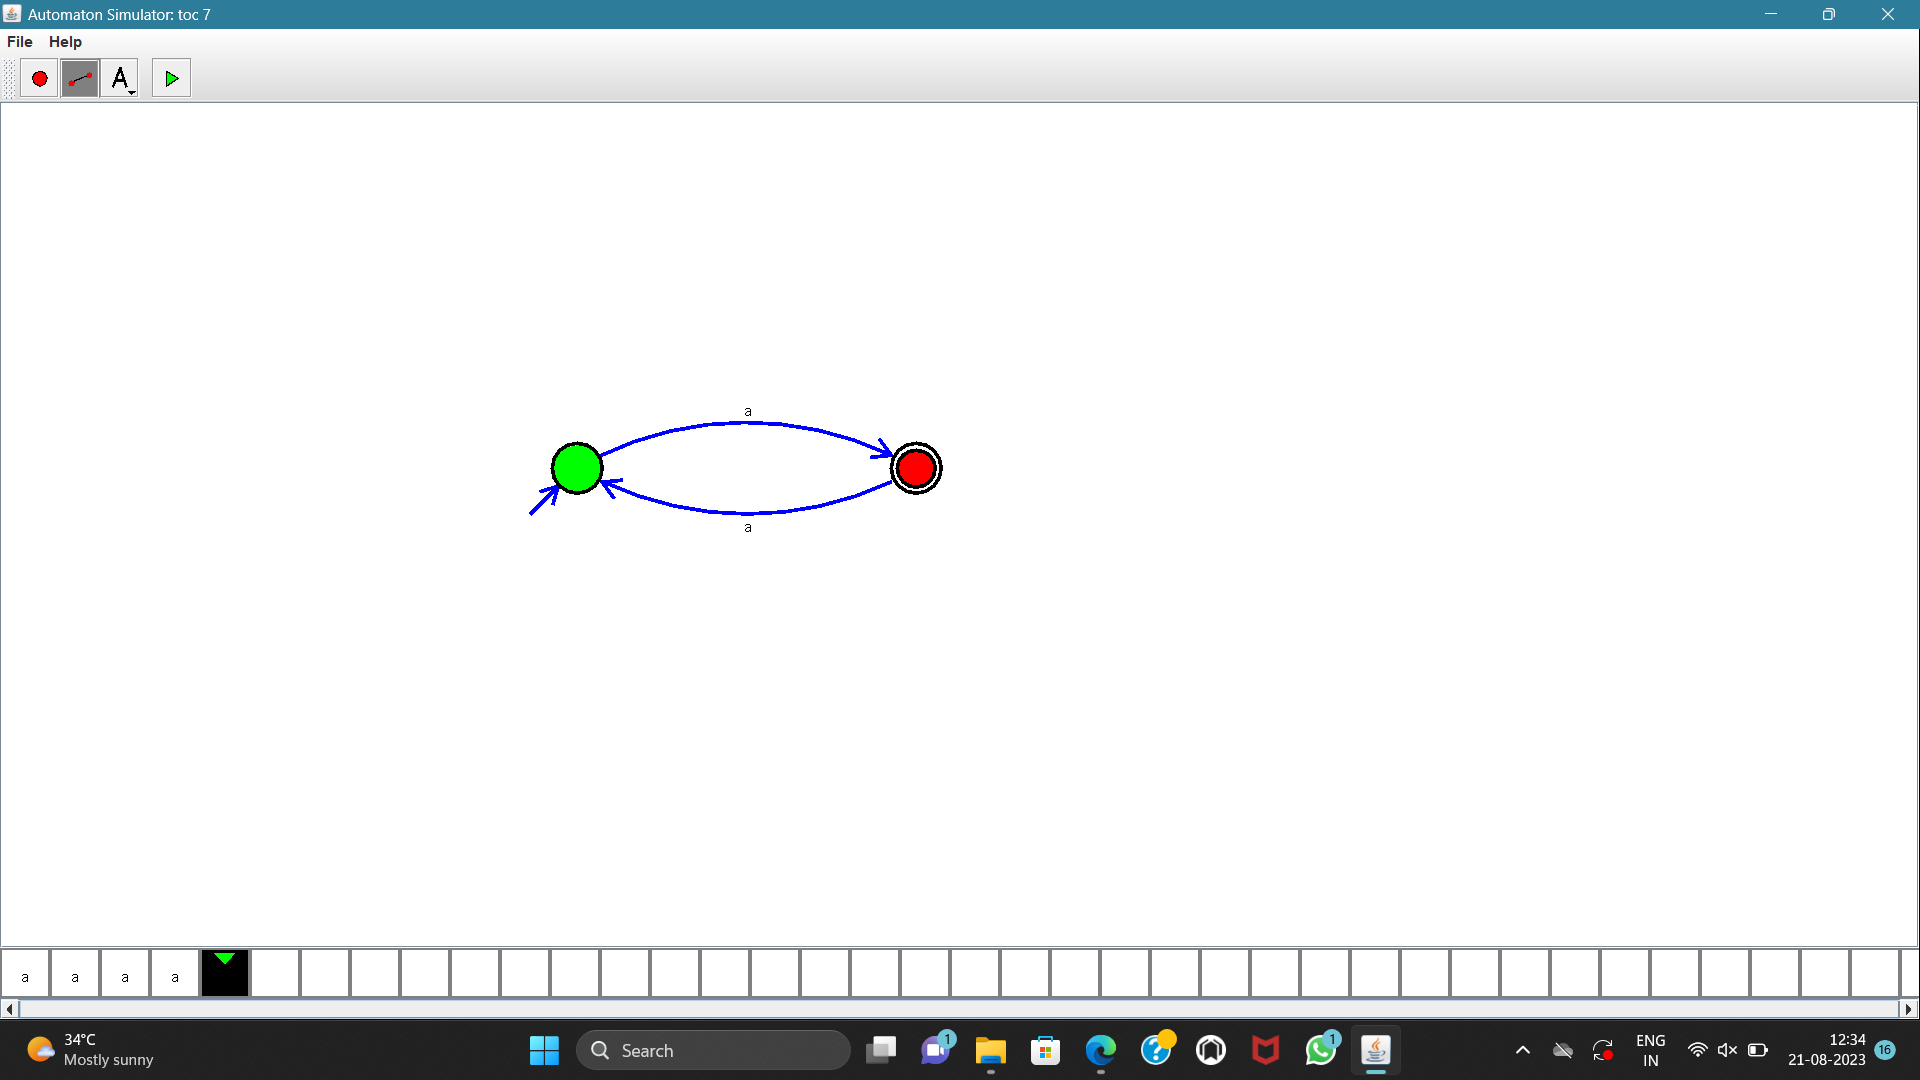 Automaton Simulator: toc 7
File Help
A
a
a
a a a a
34°C
Mostly sunny
Search
1
1
ENG
IN
12:34
21-08-2023
16